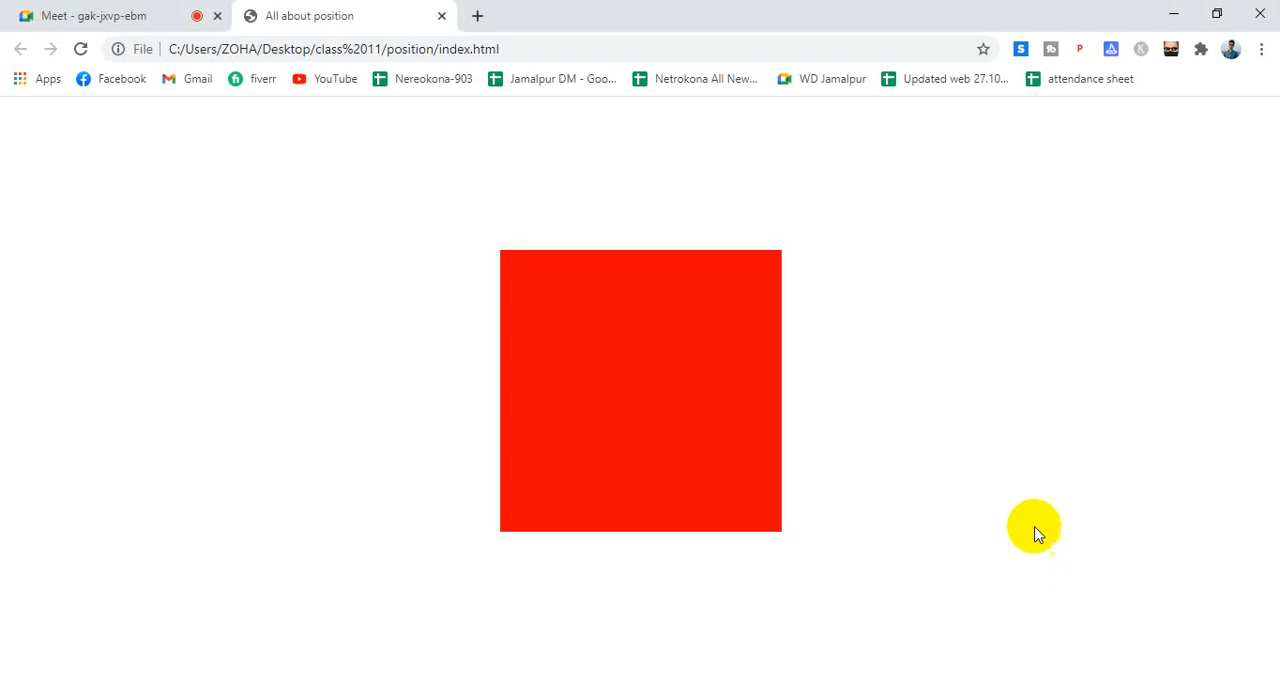 Meet - gak-jxvp-ebm All about position
File C:/Users/ZOHA/Desktop/class%2011/position/index.html
Apps Facebook Gmail fiverr YouTube Nereokona-903 Jamalpur DM - Goo... Netrokona All New... WD Jamalpur Updated web 27.10... attendance sheet